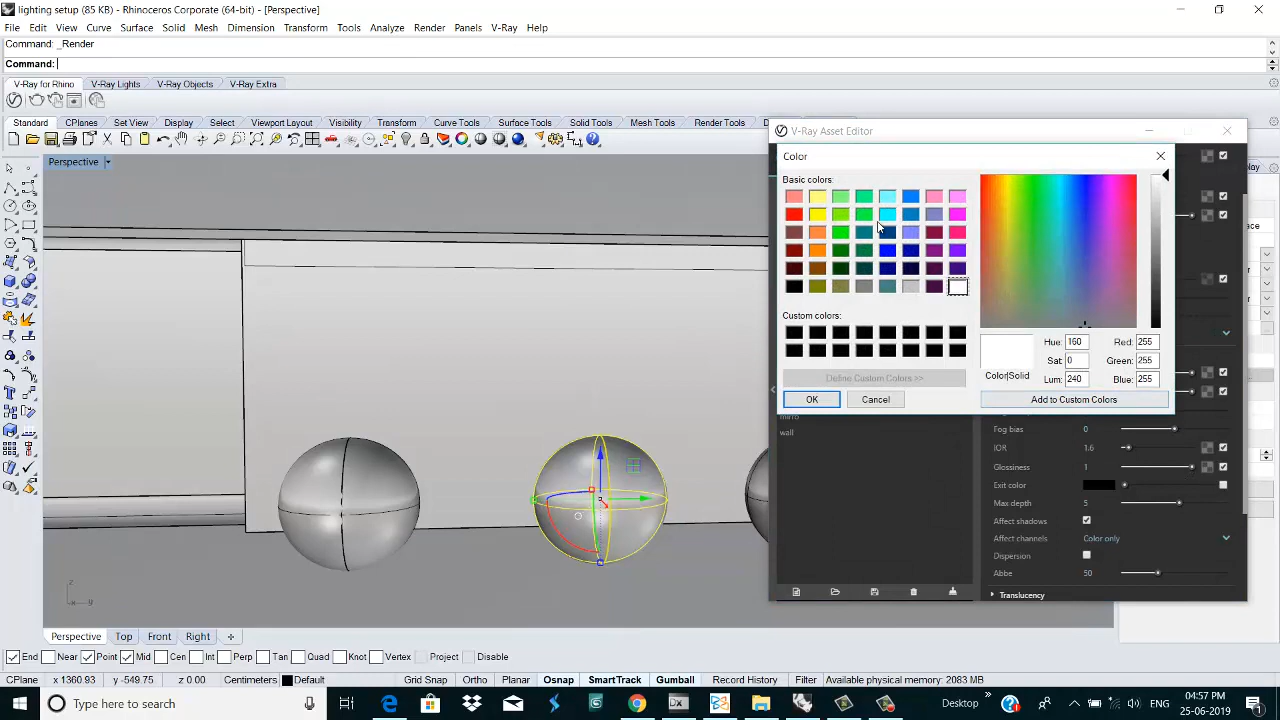 lighting setup (85 KB) - Rhinoceros Corporate (64-bit) - [Perspective]
File Edit View Curve Surface Solid Mesh Dimension Transform Tools Analyze Render Panels V-Ray Help
Command: _Render
Command:
V-Ray for Rhino V-Ray Lights V-Ray Objects V-Ray Extra
Standard CPlanes Set View Display Select Viewport Layout Visibility Transform Curve Tools Surface Tools Solid Tools Mesh Tools Render Tools
V-Ray Asset Editor
Perspective
Color
Basic colors:
Custom colors:
Hue: 160 Red: 255
Sat: 0 Green: 255
Color|Solid
Lum: 240 Blue: 255
Define Custom Colors >>
OK Cancel Add to Custom Colors
wall
Fog bias 0
IOR 1.6
Glossiness 1
Exit color
Max depth 5
Affect shadows
Affect channels Color only
Dispersion
Abbe 50
Translucency
z
x y
Perspective Top Front Right
End Near Point Mid Cen Int Perp Tan Quad Knot Vertex Project Disable
CPlane x 1360.93 y -549.75 z 0.00 Centimeters Default Grid Snap Ortho Planar Osnap SmartTrack Gumball Record History Filter Available physical memory: 2083 MB
Type here to search
Desktop » ENG 04:57 PM
25-06-2019